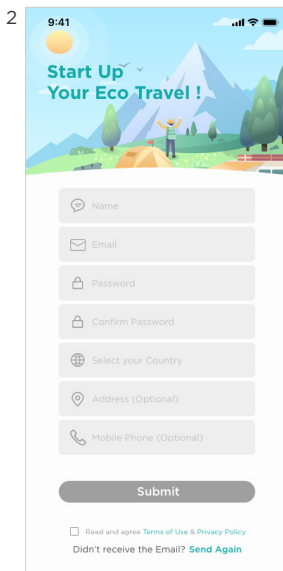 2
9:41
Start Up
Your Eco Travel !
Name
Email
Password
Confirm Password
Select your Country
Address (Optional)
Mobile Phone (Optional)
Submit
Read and agree Terms of Use & Privacy Policy
Didn't receive the Email? Send Again